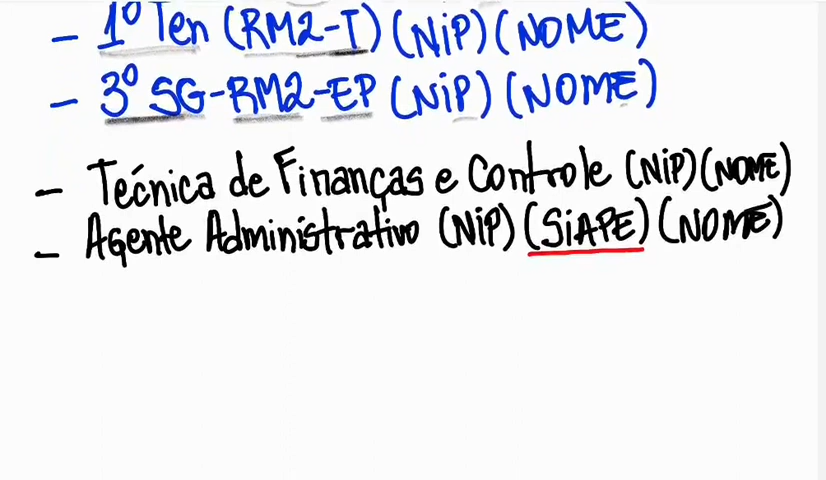 - 1º Ten (RM2-T) (NiP) (NOME)
- 3º SG-RM2-EP (NiP) (NOME)
- Técnica de Finanças e Controle (NiP) (NOME)
- Agente Administrativo (NiP) (SiAPE) (NOME)